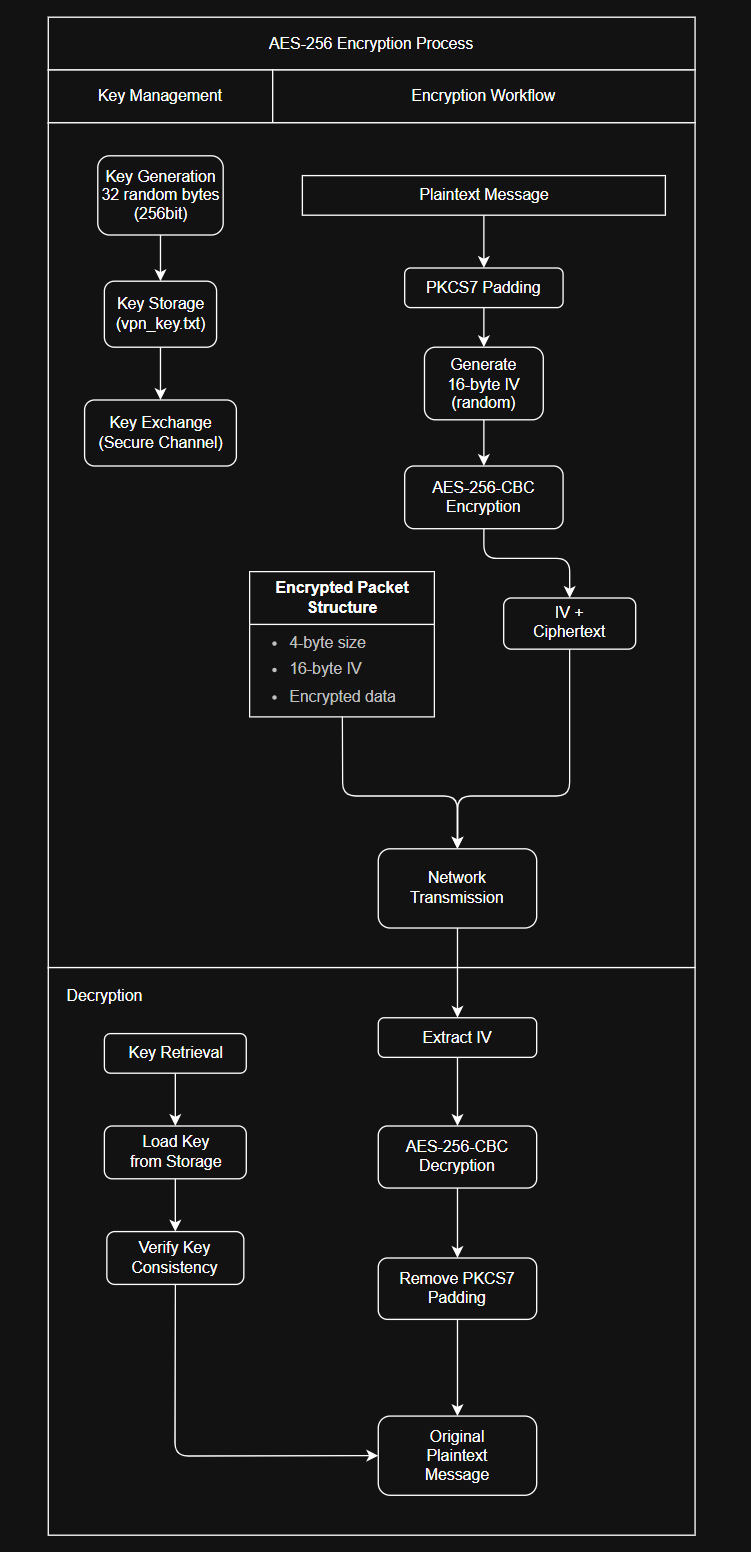 AES-256 Encryption Process
Key Management
Encryption Workflow
Key Generation
32 random bytes
(256bit)
Key Storage
(vpn_key.txt)
Key Exchange
(Secure Channel)
Plaintext Message
PKCS7 Padding
Generate
16-byte IV
(random)
AES-256-CBC
Encryption
IV +
Ciphertext
Encrypted Packet
Structure
• 4-byte size
• 16-byte IV
• Encrypted data
Network
Transmission
Decryption
Key Retrieval
Load Key
from Storage
Verify Key
Consistency
Extract IV
AES-256-CBC
Decryption
Remove PKCS7
Padding
Original
Plaintext
Message